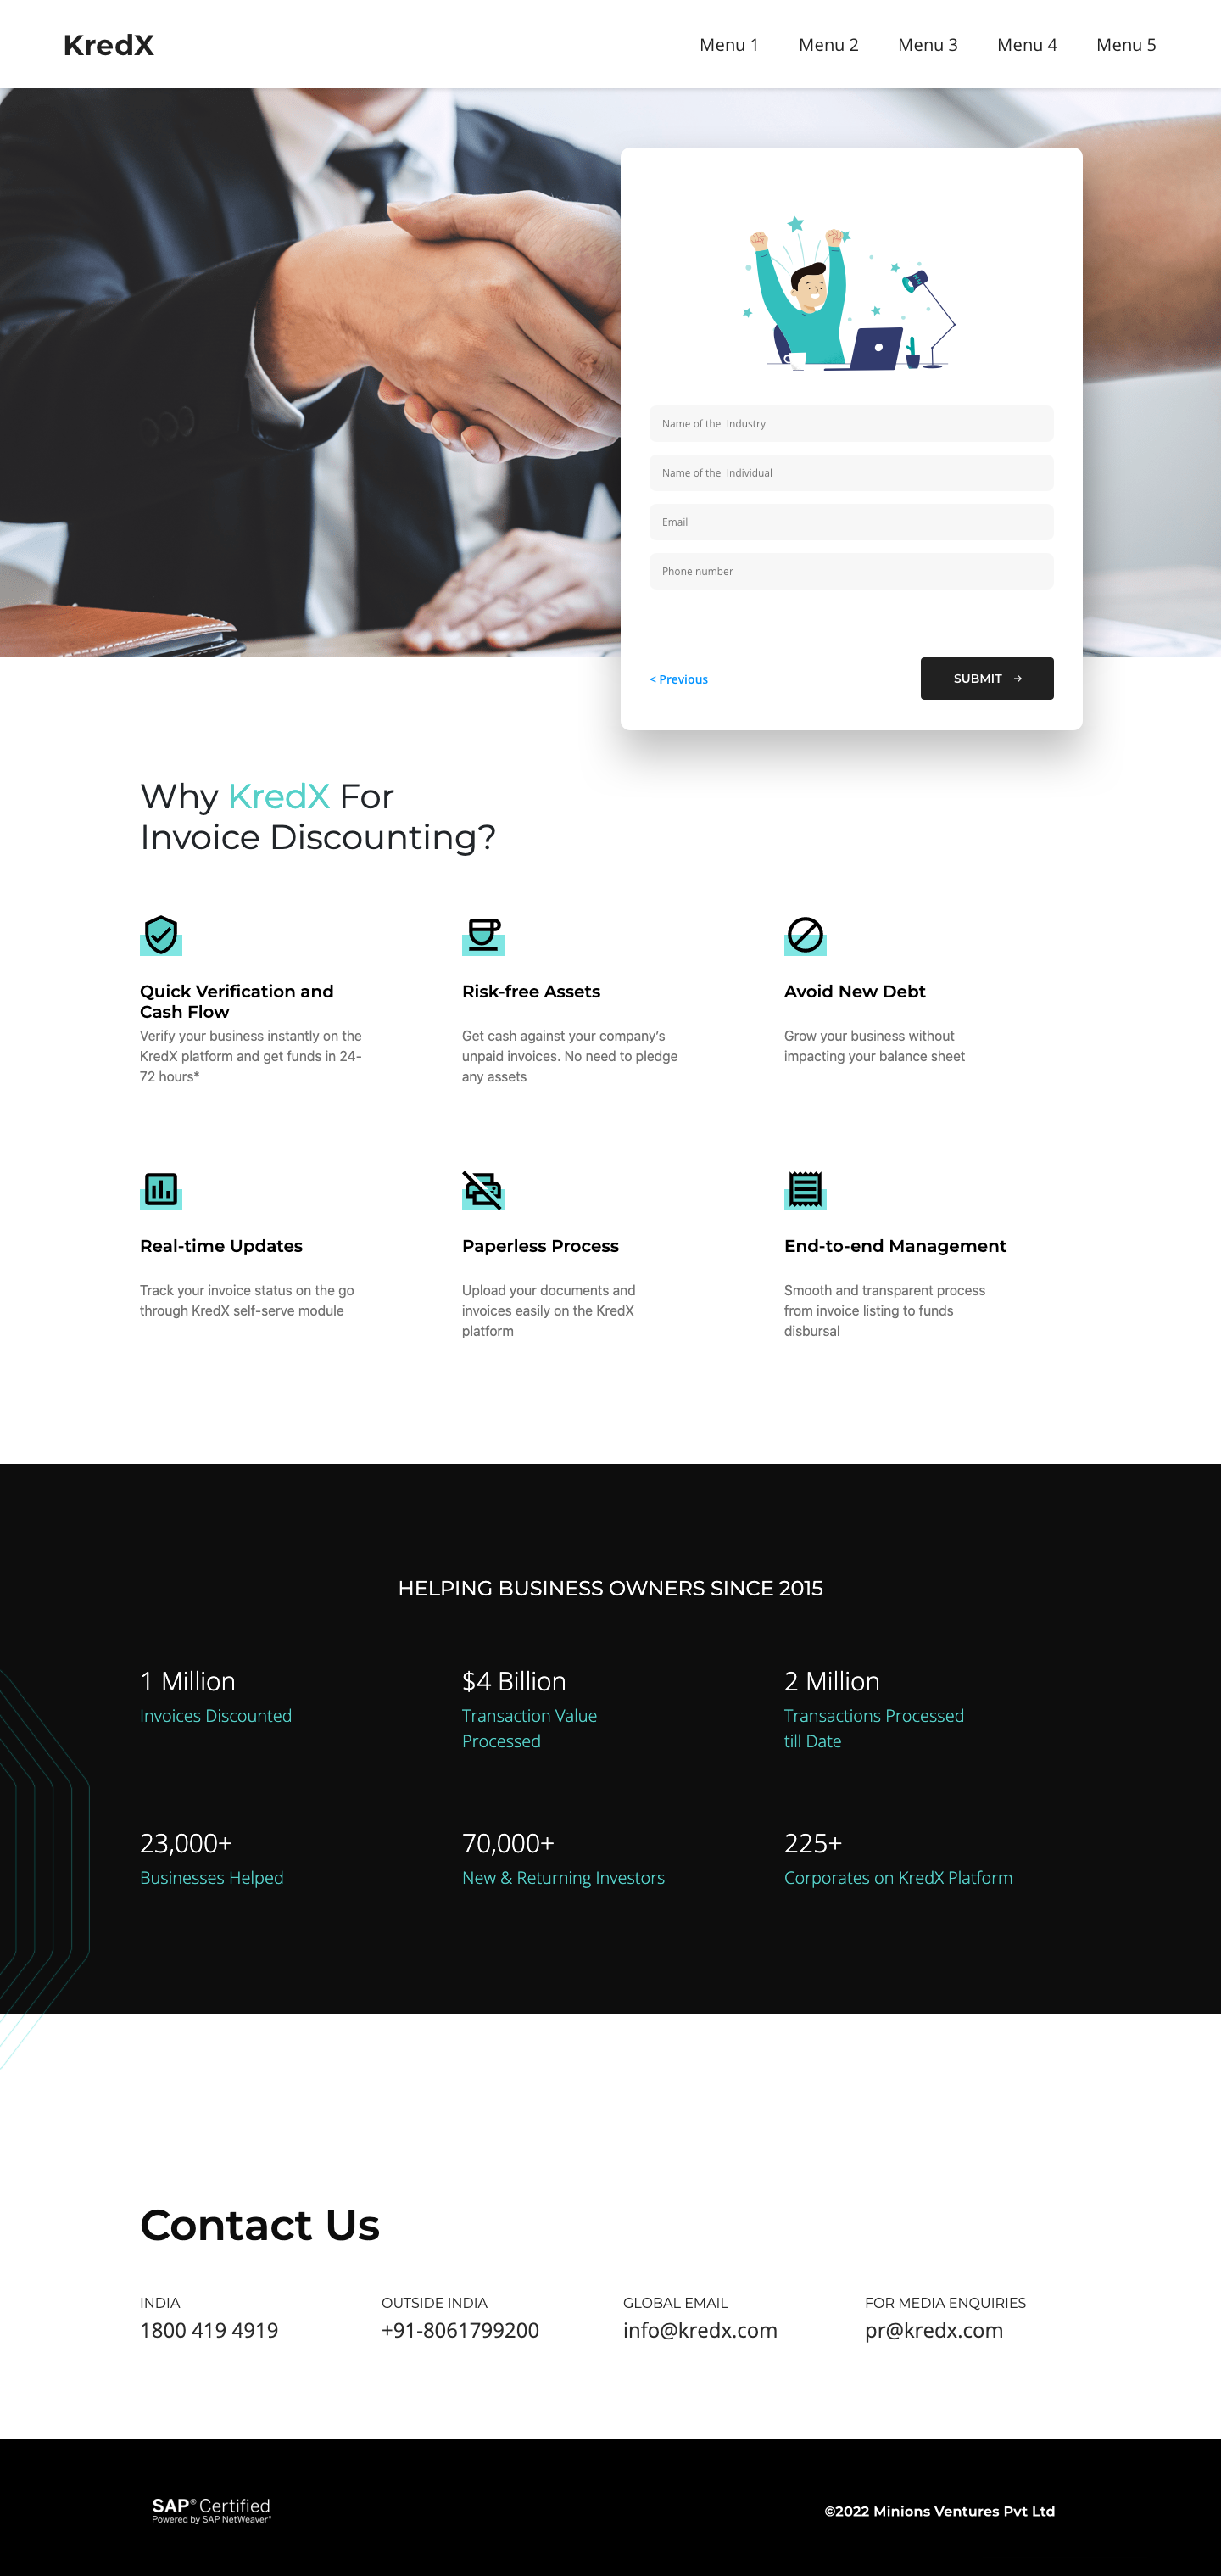 KredX
Menu 1
Menu 2
Menu 3
Menu 4
Menu 5
Name of the  Industry
Name of the  Individual
Email
Phone number
< Previous
SUBMIT →
Why KredX For
Invoice Discounting?
Quick Verification and
Cash Flow
Verify your business instantly on the
KredX platform and get funds in 24-
72 hours*
Risk-free Assets
Get cash against your company's
unpaid invoices. No need to pledge
any assets
Avoid New Debt
Grow your business without
impacting your balance sheet
Real-time Updates
Track your invoice status on the go
through KredX self-serve module
Paperless Process
Upload your documents and
invoices easily on the KredX
platform
End-to-end Management
Smooth and transparent process
from invoice listing to funds
disbursal
HELPING BUSINESS OWNERS SINCE 2015
1 Million
Invoices Discounted
$4 Billion
Transaction Value
Processed
2 Million
Transactions Processed
till Date
23,000+
Businesses Helped
70,000+
New & Returning Investors
225+
Corporates on KredX Platform
Contact Us
INDIA
1800 419 4919
OUTSIDE INDIA
+91-8061799200
GLOBAL EMAIL
info@kredx.com
FOR MEDIA ENQUIRIES
pr@kredx.com
SAP® Certified
Powered by SAP NetWeaver®
©2022 Minions Ventures Pvt Ltd